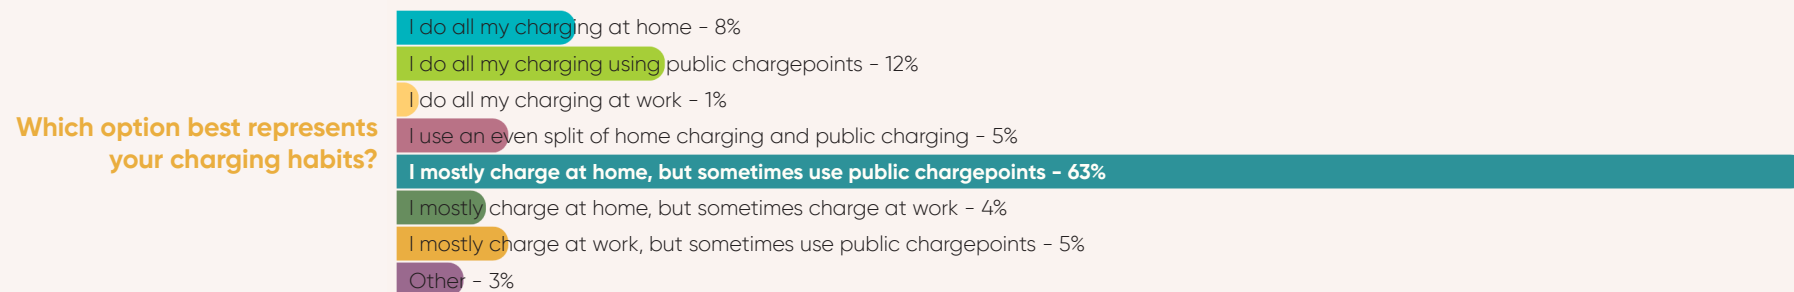 Which option best represents
your charging habits?
I do all my charging at home - 8%
I do all my charging using public chargepoints - 12%
I do all my charging at work - 1%
I use an even split of home charging and public charging - 5%
I mostly charge at home, but sometimes use public chargepoints - 63%
I mostly charge at home, but sometimes charge at work - 4%
I mostly charge at work, but sometimes use public chargepoints - 5%
Other - 3%